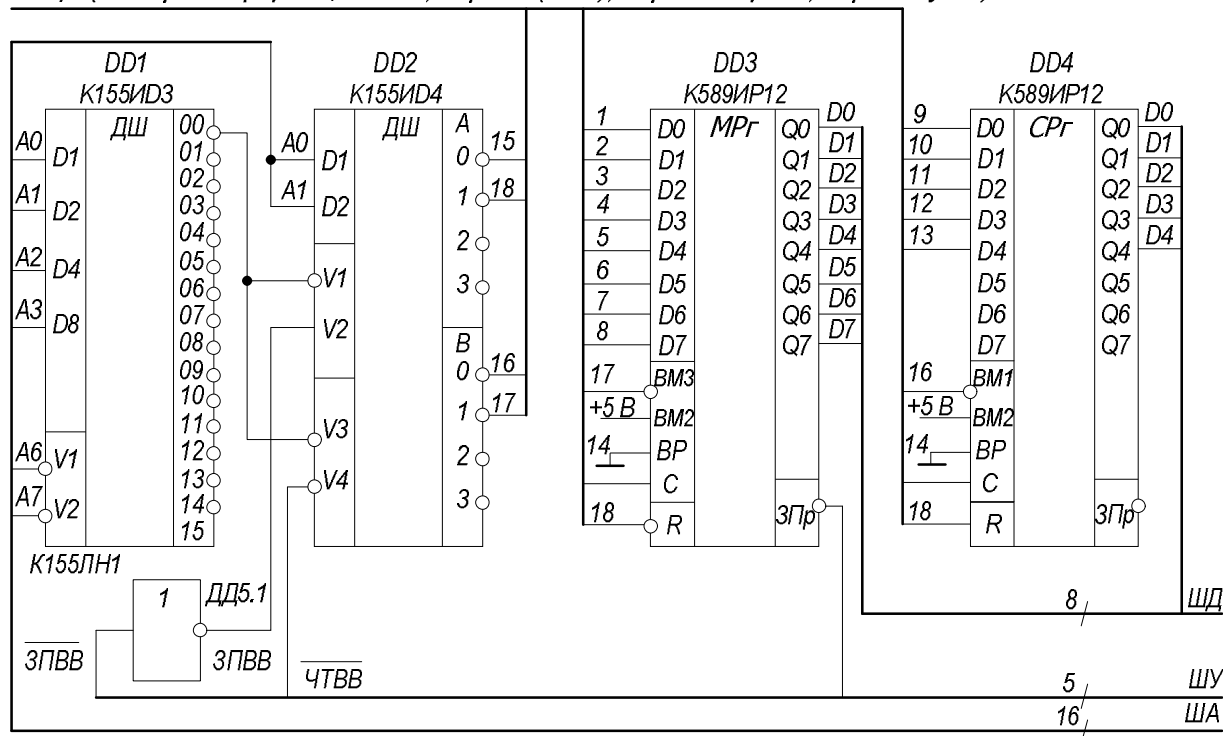 DD1
К155ИD3
ДШ
A0
A1
A2
A3
A6
A7
D1
D2
D4
D8
V1
V2
00
01
02
03
04
05
06
07
08
09
10
11
12
13
14
15
К155ЛН1
1
ДД5.1
ЗПВВ
ЗПВВ
ЧТВВ
DD2
К155ИD4
ДШ
A0
A1
D1
D2
V1
V2
V3
V4
A
0
1
2
3
B
0
1
2
3
15
18
16
17
DD3
К589ИР12
МРг
1
2
3
4
5
6
7
8
17
+5 В
14
18
D0
D1
D2
D3
D4
D5
D6
D7
ВМ3
ВМ2
ВР
С
R
Q0
Q1
Q2
Q3
Q4
Q5
Q6
Q7
ЗПр
D0
D1
D2
D3
D4
D5
D6
D7
DD4
К589ИР12
СРг
9
10
11
12
13
16
+5 В
14
18
D0
D1
D2
D3
D4
D5
D6
D7
ВМ1
ВМ2
ВР
С
R
Q0
Q1
Q2
Q3
Q4
Q5
Q6
Q7
ЗПр
D0
D1
D2
D3
D4
8
ШД
5
ШУ
16
ША